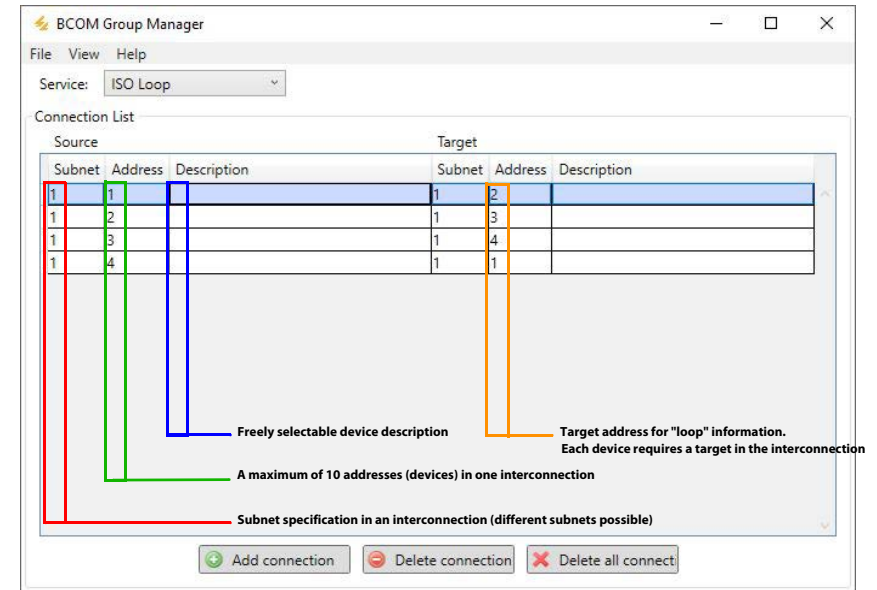 BCOM Group Manager
File View Help
Service: ISO Loop
Connection List
Source Target
Subnet Address Description Subnet Address Description
1 1 1 2
1 2 1 3
1 3 1 4
1 4 1 1
Freely selectable device description
Target address for "loop" information.
Each device requires a target in the interconnection
A maximum of 10 addresses (devices) in one interconnection
Subnet specification in an interconnection (different subnets possible)
Add connection Delete connection Delete all connect